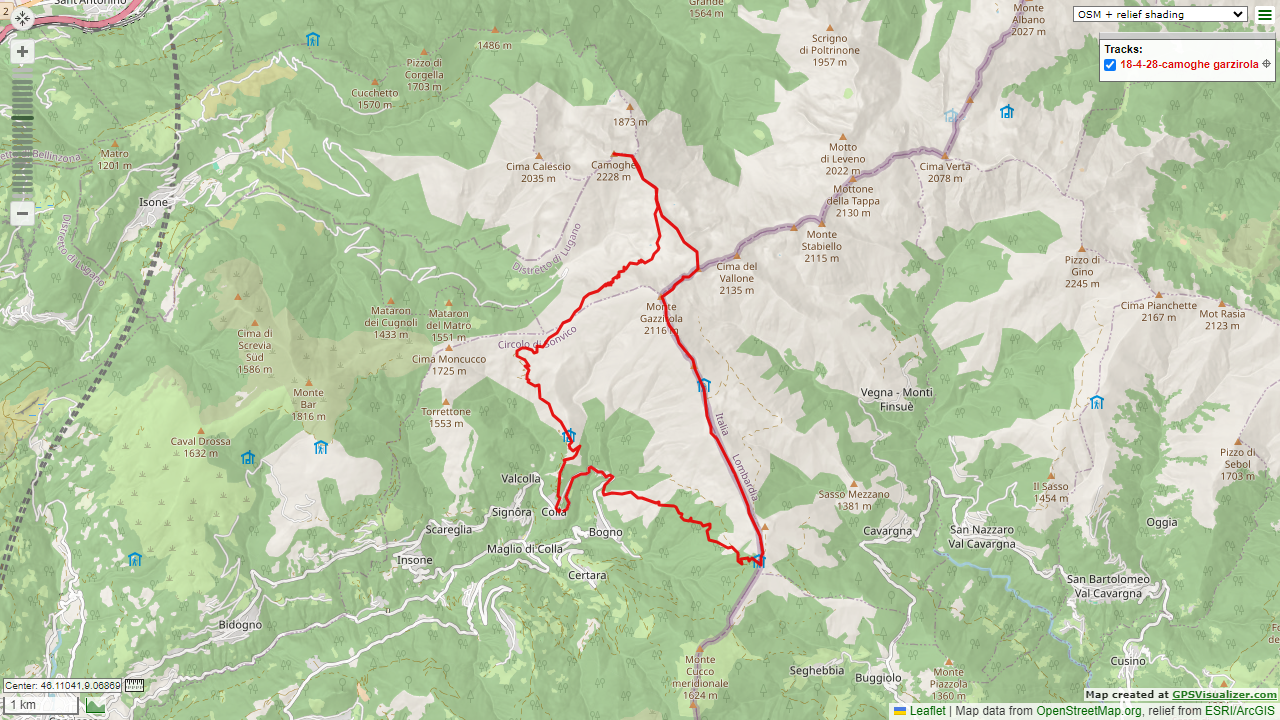 2
Sant'Antonino
Grande
1564 m
Monte
Albano
2027 m
OSM + relief shading
Tracks:
18-4-28-camoghe garzirola
1486 m
Pizzo di
Corgella
1703 m
Scrigno
di Poltrinone
1957 m
Cucchetto
1570 m
1873 m
Matro
1201 m
Cima Calescio
2035 m
Camoghe
2228 m
Motto
di Leveno
2022 m
Cima Verta
2078 m
Mottone
della Tappa
2130 m
Isone
Distretto di Lugano
Distretto di Lugano
Monte
Stabiello
2115 m
Cima del
Vallone
2135 m
Pizzo di
Gino
2245 m
Mataron
dei Cugnoli
1433 m
Mataron
del Matro
1551 m
Monte
Gazzirola
2116 m
Cima Pianchette
2167 m
Mot Rasia
2123 m
Cima di
Screvia
Sud
1586 m
Circolo di Sonvico
Cima Moncucco
1725 m
Monte
Bar
1816 m
Torrettone
1553 m
Vegna - Monti
Finsuè
Italia
Lombardia
Caval Drossa
1632 m
Pizzo di
Sebol
1703 m
Valcolla
Sasso Mezzano
1381 m
Il Sasso
1454 m
Signôra
Colla
Scareglia
Bogno
Cavargna
San Nazzaro
Val Cavargna
Oggia
Maglio di Colla
Insone
Certara
San Bartolomeo
Val Cavargna
Bidogno
Monte
Cucco
meridionale
1624 m
Seghebbia
Buggiolo
Monte
Piazzola
1360 m
Cusino
Center: 46.11041,9.06869
1 km
Map created at GPSVisualizer.com
Leaflet | Map data from OpenStreetMap.org, relief from ESRI/ArcGIS